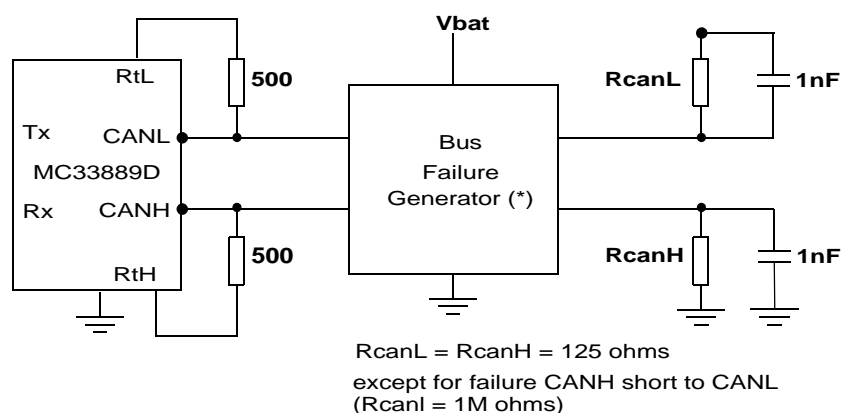 Vbat
RtL
500
RcanL
1nF
Tx
CANL
Bus
Failure
Generator (*)
MC33889D
Rx
CANH
500
RcanH
1nF
RtH
RcanL = RcanH = 125 ohms
except for failure CANH short to CANL
(Rcanl = 1M ohms)